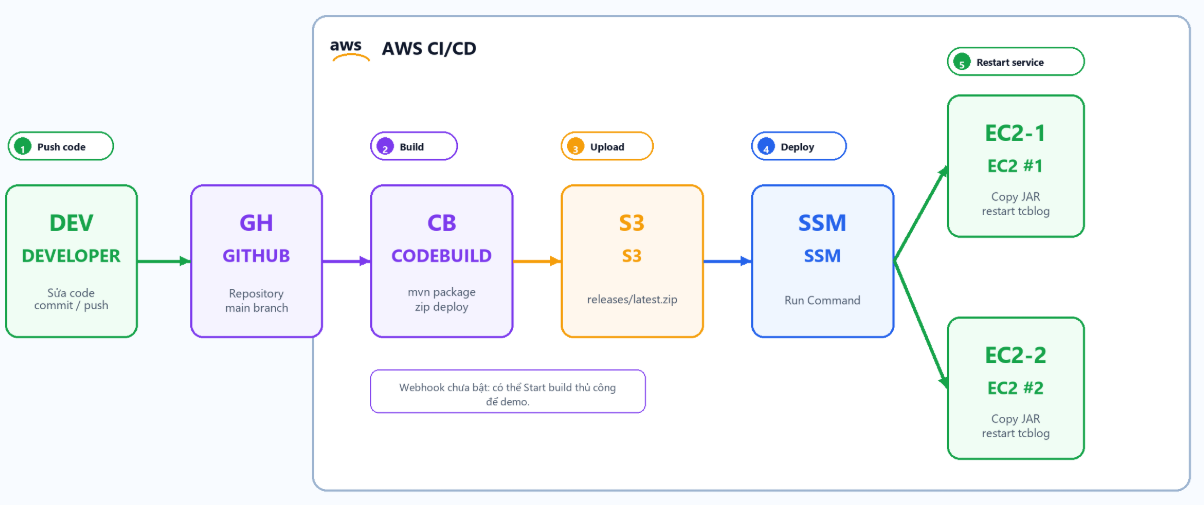 aws
AWS CI/CD
5 Restart service
1 Push code
2 Build
3 Upload
4 Deploy
DEV
DEVELOPER
Sửa code
commit / push
GH
GITHUB
Repository
main branch
CB
CODEBUILD
mvn package
zip deploy
S3
S3
releases/latest.zip
SSM
SSM
Run Command
EC2-1
EC2 #1
Copy JAR
restart tcblog
EC2-2
EC2 #2
Copy JAR
restart tcblog
Webhook chưa bật: có thể Start build thủ công
để demo.